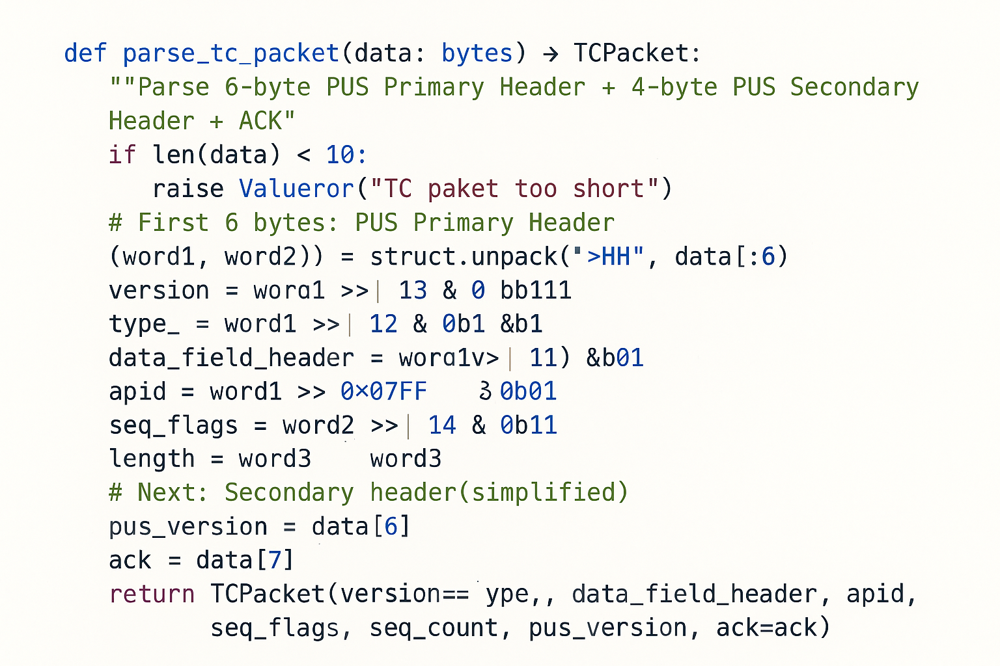 def parse_tc_packet(data: bytes) → TCPacket:
""Parse 6-byte PUS Primary Header + 4-byte PUS Secondary
Header + ACK"
if len(data) < 10:
raise Valueror("TC paket too short")
# First 6 bytes: PUS Primary Header
(word1, word2)) = struct.unpack(">HH", data[:6)
version = worɑ1 >>| 13 & 0 bb111
type_ = word1 >>| 12 & 0b1 &b1
data_field_header = worɑ1v>| 11) &b01
apid = word1 >> 0×07FF 0b01
seq_flags = word2 >>| 14 & 0b11
length = word3 word3
# Next: Secondary header(simplified)
pus_version = data[6]
ack = data[7]
return TCPacket(version== ype,, data_field_header, apid,
seq_flags, seq_count, pus_version, ack=ack)